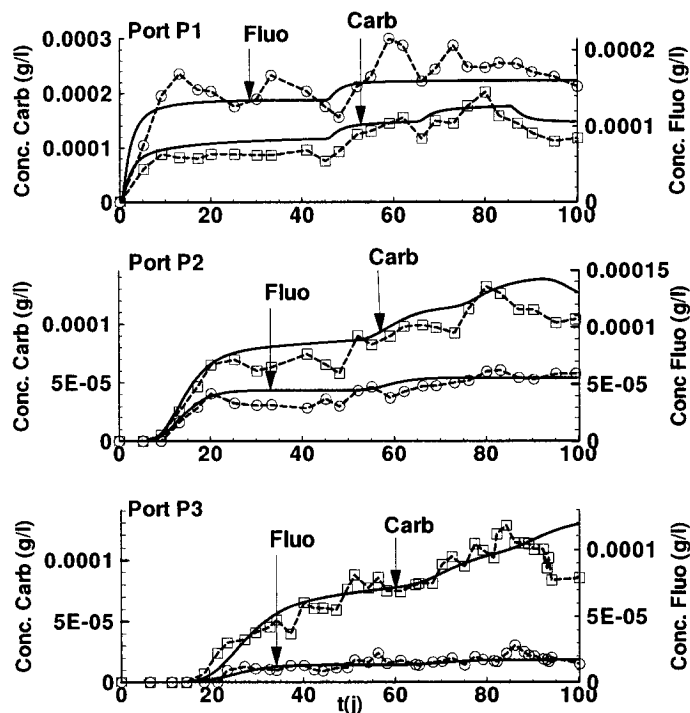 Port P1
Fluo
Carb
0.0003
0.0002
0.0001
0
0.0002
0.0001
0
0 20 40 60 80 100
Conc. Carb (g/l)
Conc. Fluo (g/l)
Port P2
Fluo
Carb
0.0001
5E-05
0
0.00015
0.0001
5E-05
0
0 20 40 60 80 100
Conc. Carb (g/l)
Conc. Fluo (g/l)
Port P3
Fluo
Carb
0.0001
5E-05
0
0.0001
5E-05
0
0 20 40 60 80 100
Conc. Carb (g/l)
Conc. Fluo (g/l)
t(j)